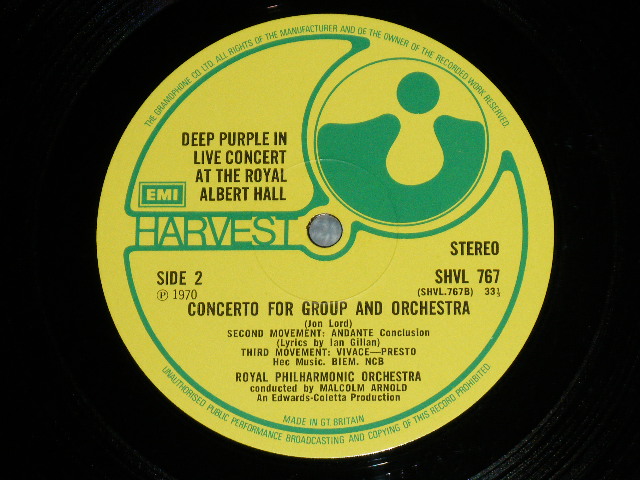 THE GRAMOPHONE CO LTD. ALL RIGHTS OF THE MANUFACTURER AND OF THE OWNER OF THE RECORDED WORK RESERVED.
DEEP PURPLE IN
LIVE CONCERT
AT THE ROYAL
ALBERT HALL
EMI
HARVEST
STEREO
SIDE 2
SHVL 767
℗ 1970
(SHVL.767B) 33⅓
CONCERTO FOR GROUP AND ORCHESTRA
(Jon Lord)
SECOND MOVEMENT: ANDANTE Conclusion
(Lyrics by Ian Gillan)
THIRD MOVEMENT: VIVACE—PRESTO
Hec Music. BIEM. NCB
ROYAL PHILHARMONIC ORCHESTRA
conducted by MALCOLM ARNOLD
An Edwards-Coletta Production
MADE IN GT. BRITAIN
UNAUTHORISED PUBLIC PERFORMANCE BROADCASTING AND COPYING OF THIS RECORD PROHIBITED.